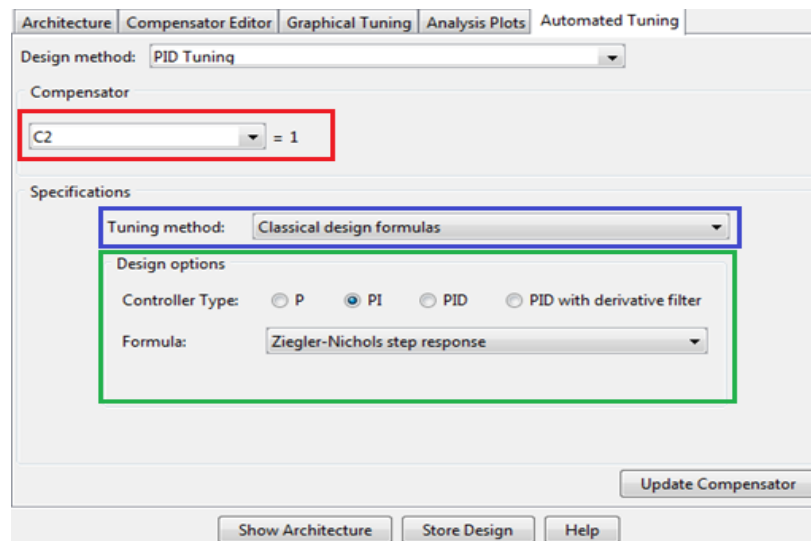 Architecture Compensator Editor Graphical Tuning Analysis Plots Automated Tuning
Design method: PID Tuning
Compensator
C2 = 1
Specifications
Tuning method: Classical design formulas
Design options
Controller Type: P PI PID PID with derivative filter
Formula: Ziegler-Nichols step response
Update Compensator
Show Architecture Store Design Help